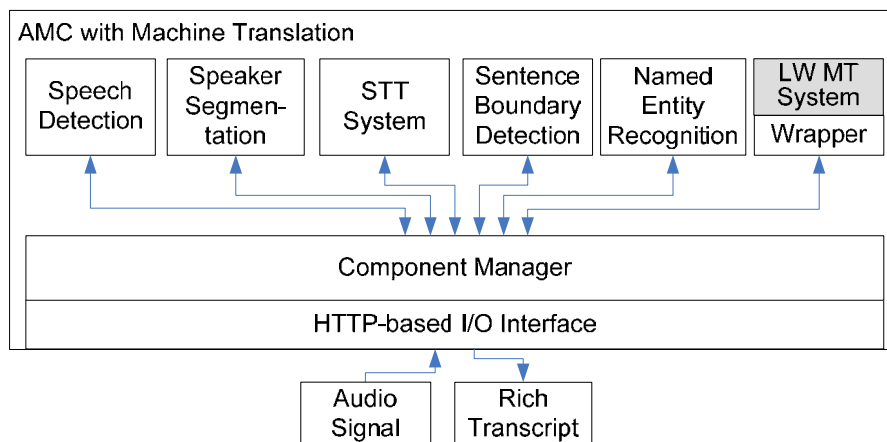 AMC with Machine Translation
Speech
Detection
Speaker
Segmen-
tation
STT
System
Sentence
Boundary
Detection
Named
Entity
Recognition
LW MT
System
Wrapper
Component Manager
HTTP-based I/O Interface
Audio
Signal
Rich
Transcript